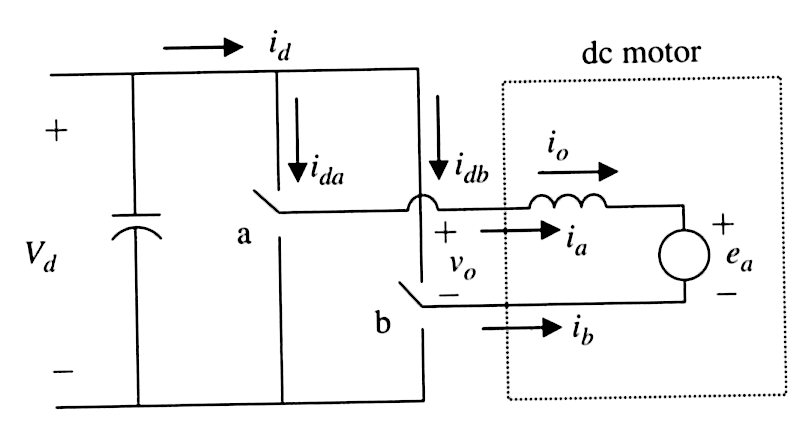 i_d
dc motor
+
i_da
i_db
i_o
a
+
i_a
+
V_d
v_o
e_a
−
−
b
i_b
−